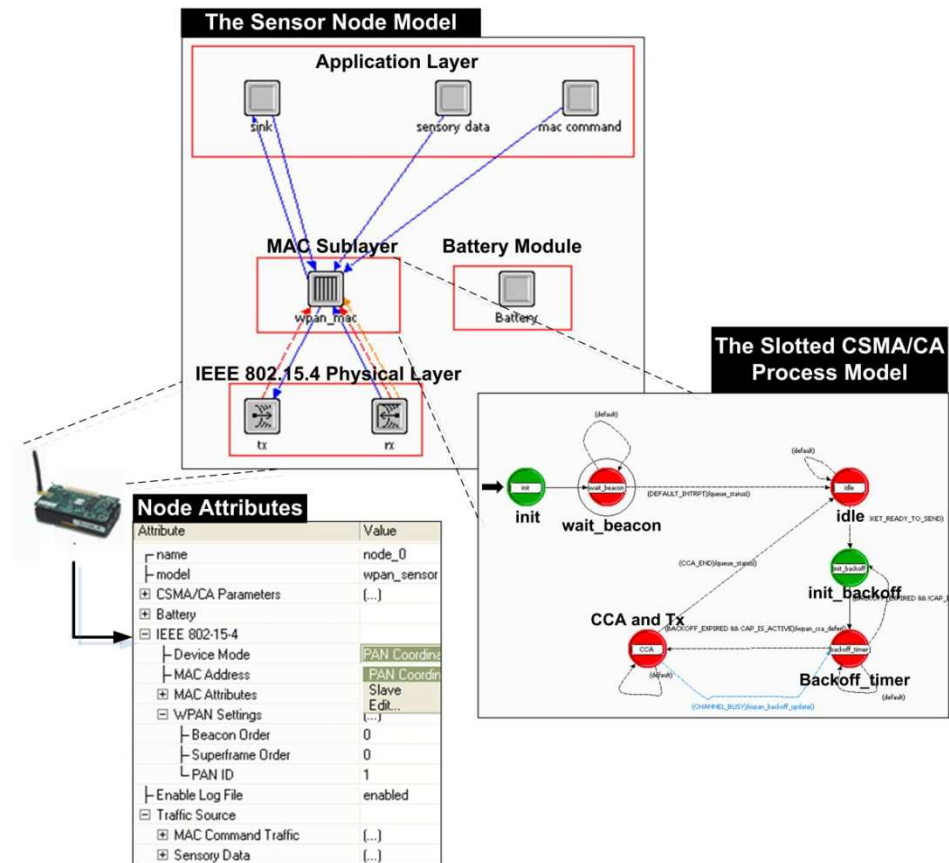 The Sensor Node Model
Application Layer
sink
sensory data
mac command
MAC Sublayer
wpan_mac
Battery Module
Battery
IEEE 802.15.4 Physical Layer
tx
rx
The Slotted CSMA/CA
Process Model
(default)
(default)
init
init
wait_beacon
wait_beacon
(DEFAULT_INTRPT)/queue_status()
idle
idle
KET_READY_TO_SEND)
(CCA_END)/queue_status()
init_backoff
init_backoff
CCA and Tx
CCA
(BACKOFF_EXPIRED && CAP_IS_ACTIVE)/wpan_cca_defer()
backoff_timer
Backoff_timer
(default)
(default)
(CHANNEL_BUSY)/wpan_backoff_update()
Node Attributes
Attribute Value
name node_0
model wpan_sensor
CSMA/CA Parameters (...)
Battery
IEEE 802-15-4
Device Mode PAN Coordina
MAC Address PAN Coordin
MAC Attributes Slave
Edit...
WPAN Settings (...)
Beacon Order 0
Superframe Order 0
PAN ID 1
Enable Log File enabled
Traffic Source
MAC Command Traffic (...)
Sensory Data (...)